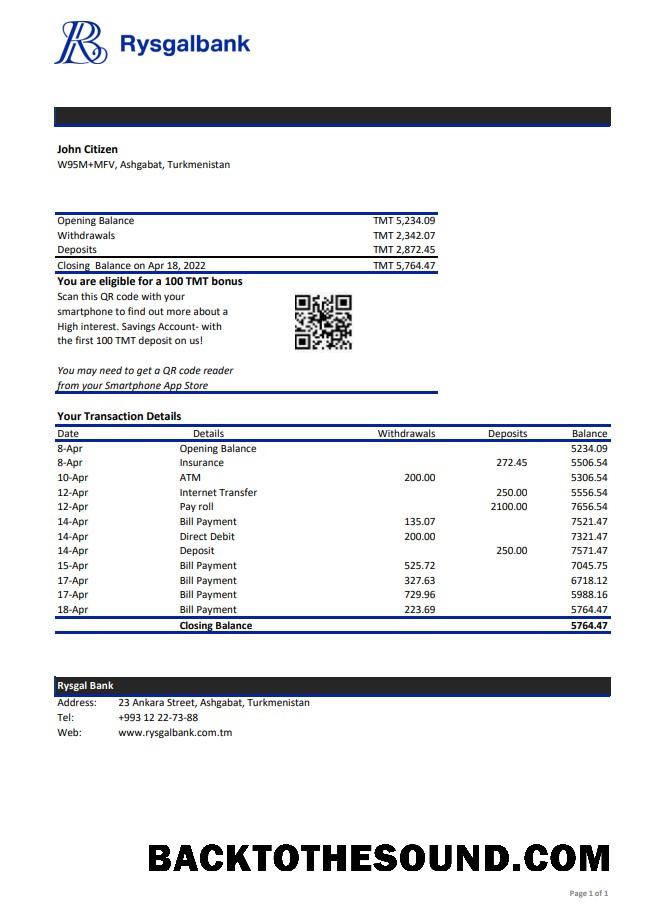 Rysgalbank
John Citizen
W95M+MFV, Ashgabat, Turkmenistan
Opening Balance TMT 5,234.09
Withdrawals TMT 2,342.07
Deposits TMT 2,872.45
Closing Balance on Apr 18, 2022 TMT 5,764.47
You are eligible for a 100 TMT bonus
Scan this QR code with your
smartphone to find out more about a
High interest. Savings Account- with
the first 100 TMT deposit on us!
You may need to get a QR code reader
from your Smartphone App Store
Your Transaction Details
Date Details Withdrawals Deposits Balance
8-Apr Opening Balance 5234.09
8-Apr Insurance 272.45 5506.54
10-Apr ATM 200.00 5306.54
12-Apr Internet Transfer 250.00 5556.54
12-Apr Pay roll 2100.00 7656.54
14-Apr Bill Payment 135.07 7521.47
14-Apr Direct Debit 200.00 7321.47
14-Apr Deposit 250.00 7571.47
15-Apr Bill Payment 525.72 7045.75
17-Apr Bill Payment 327.63 6718.12
17-Apr Bill Payment 729.96 5988.16
18-Apr Bill Payment 223.69 5764.47
Closing Balance 5764.47
Rysgal Bank
Address: 23 Ankara Street, Ashgabat, Turkmenistan
Tel: +993 12 22-73-88
Web: www.rysgalbank.com.tm
BACKTOTHESOUND.COM
Page 1 of 1